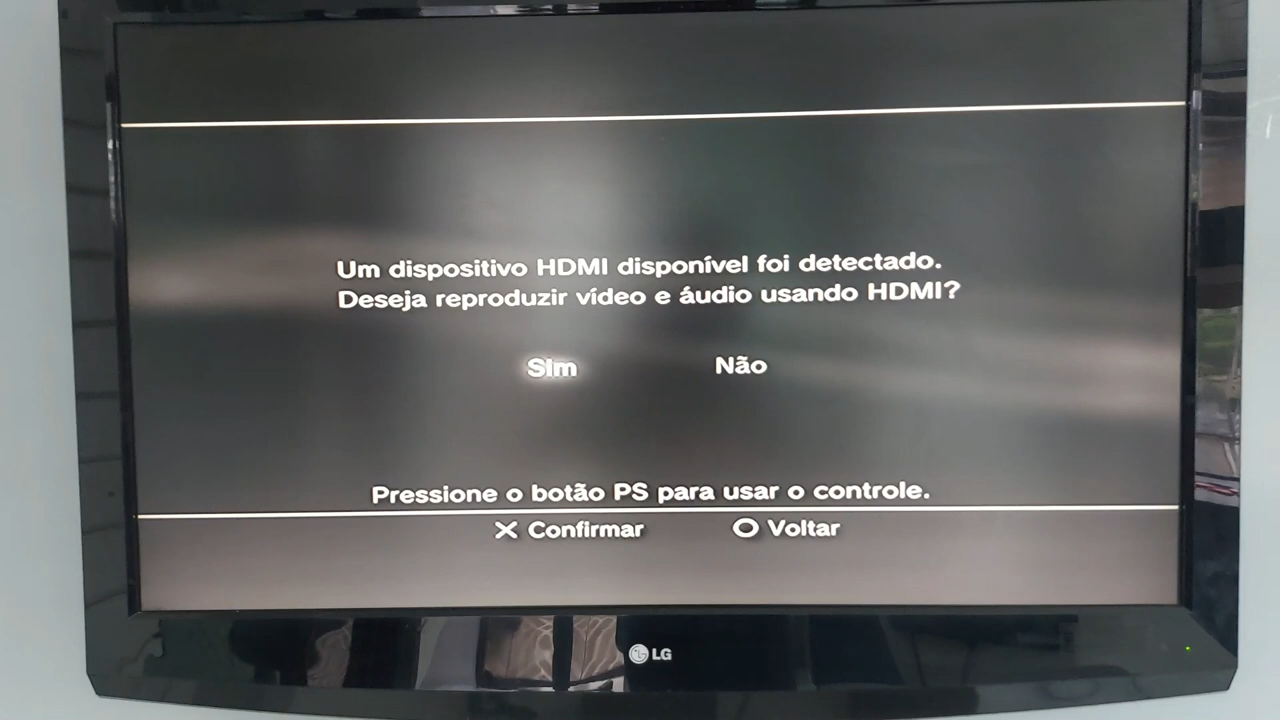 Um dispositivo HDMI disponível foi detectado.
Deseja reproduzir vídeo e áudio usando HDMI?
Sim Não
Pressione o botão PS para usar o controle.
X Confirmar O Voltar
LG